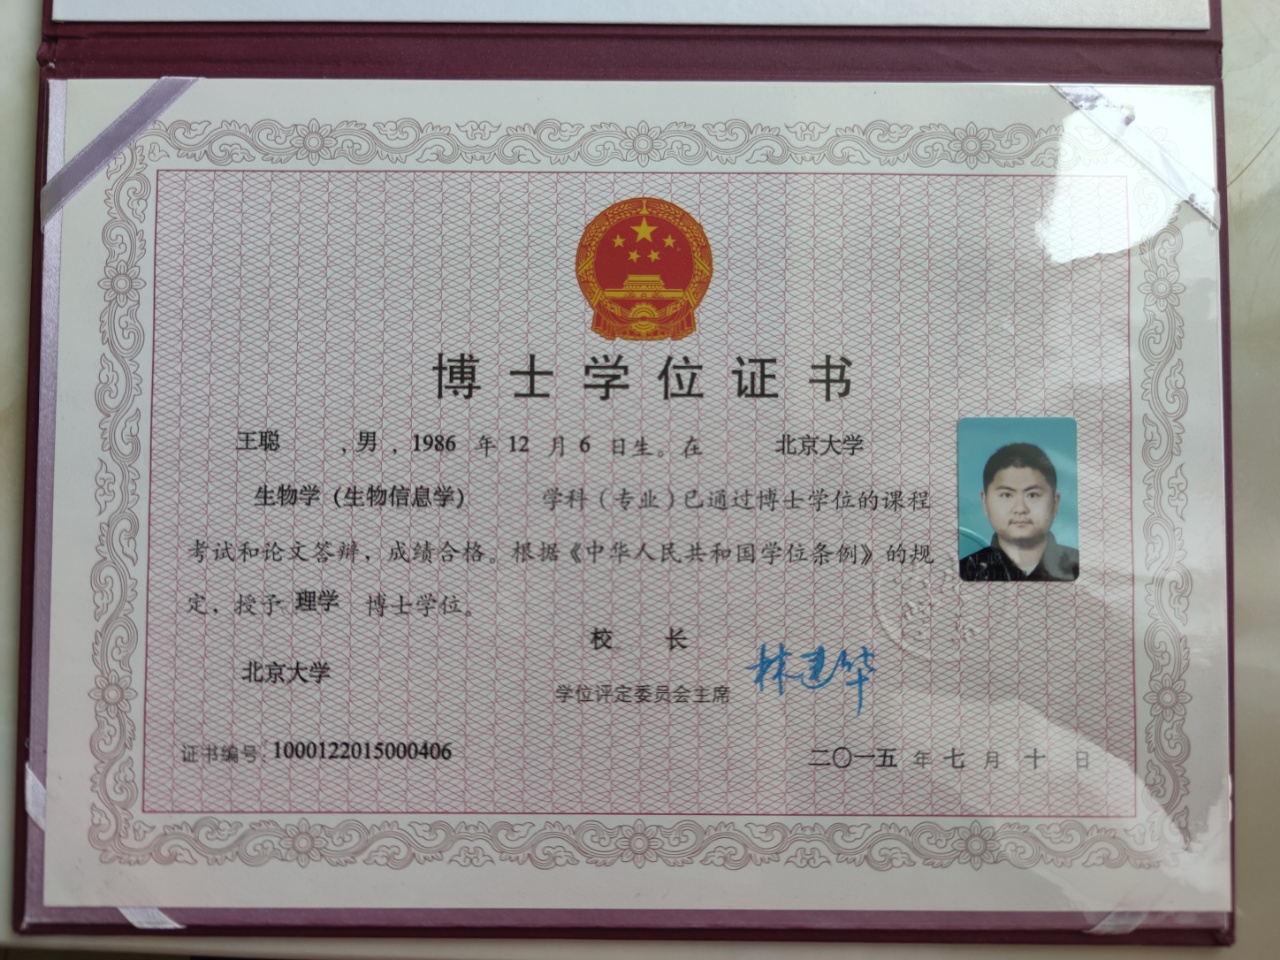 博士学位证书
王聪 , 男 , 1986 年 12 月 6 日生。在 北京大学
生物学（生物信息学） 学科（专业）已通过博士学位的课程
考试和论文答辩，成绩合格。根据《中华人民共和国学位条例》的规
定，授予 理学 博士学位。
校 长
北京大学
林建华
学位评定委员会主席
证书编号: 1000122015000406
二〇一五 年 七 月 十 日